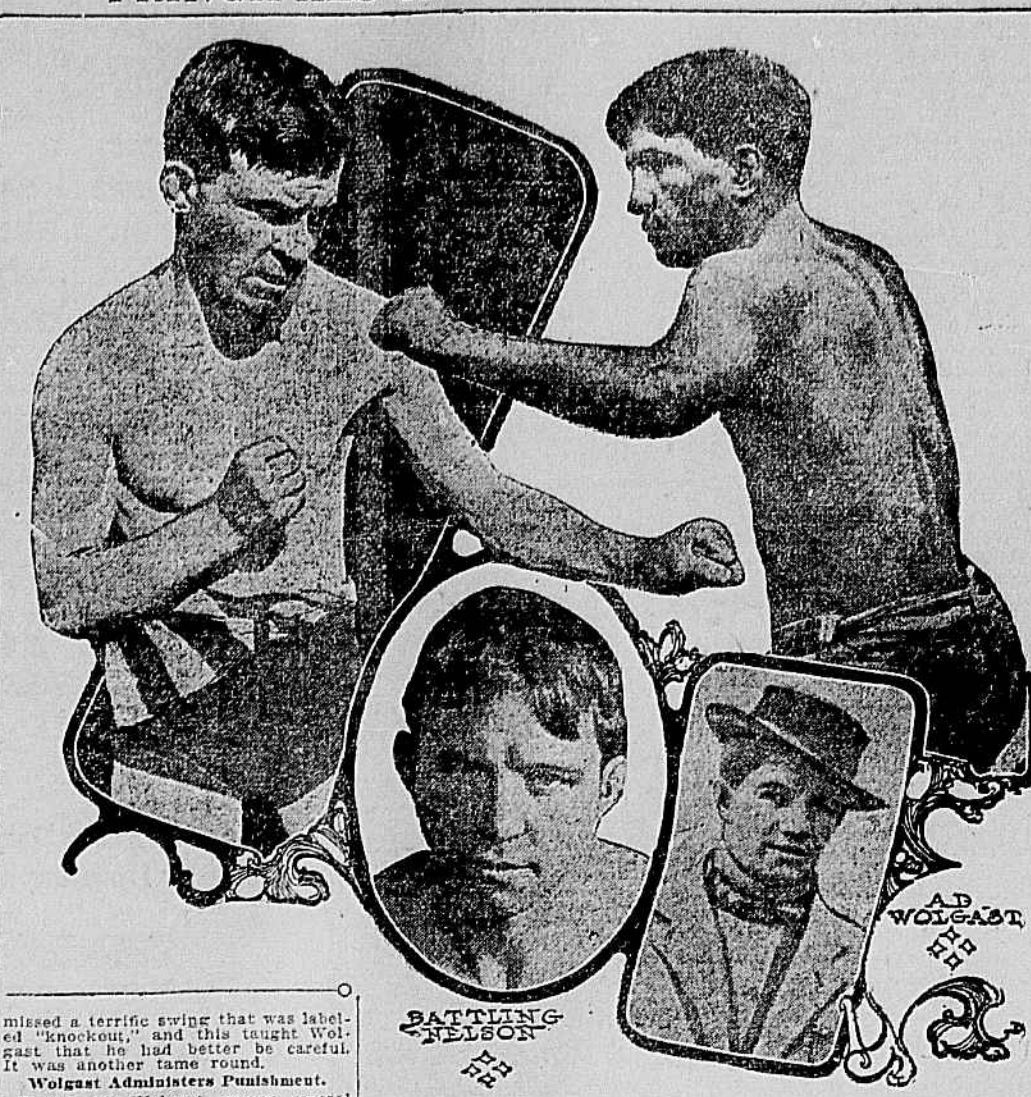 AD
WOLGAST
BATTLING
NELSON
missed a terrific swing that was label-
ed "knockout," and this taught Wol-
gast that he had better be careful.
It was another tame round.
Wolgast Administers Punishment.